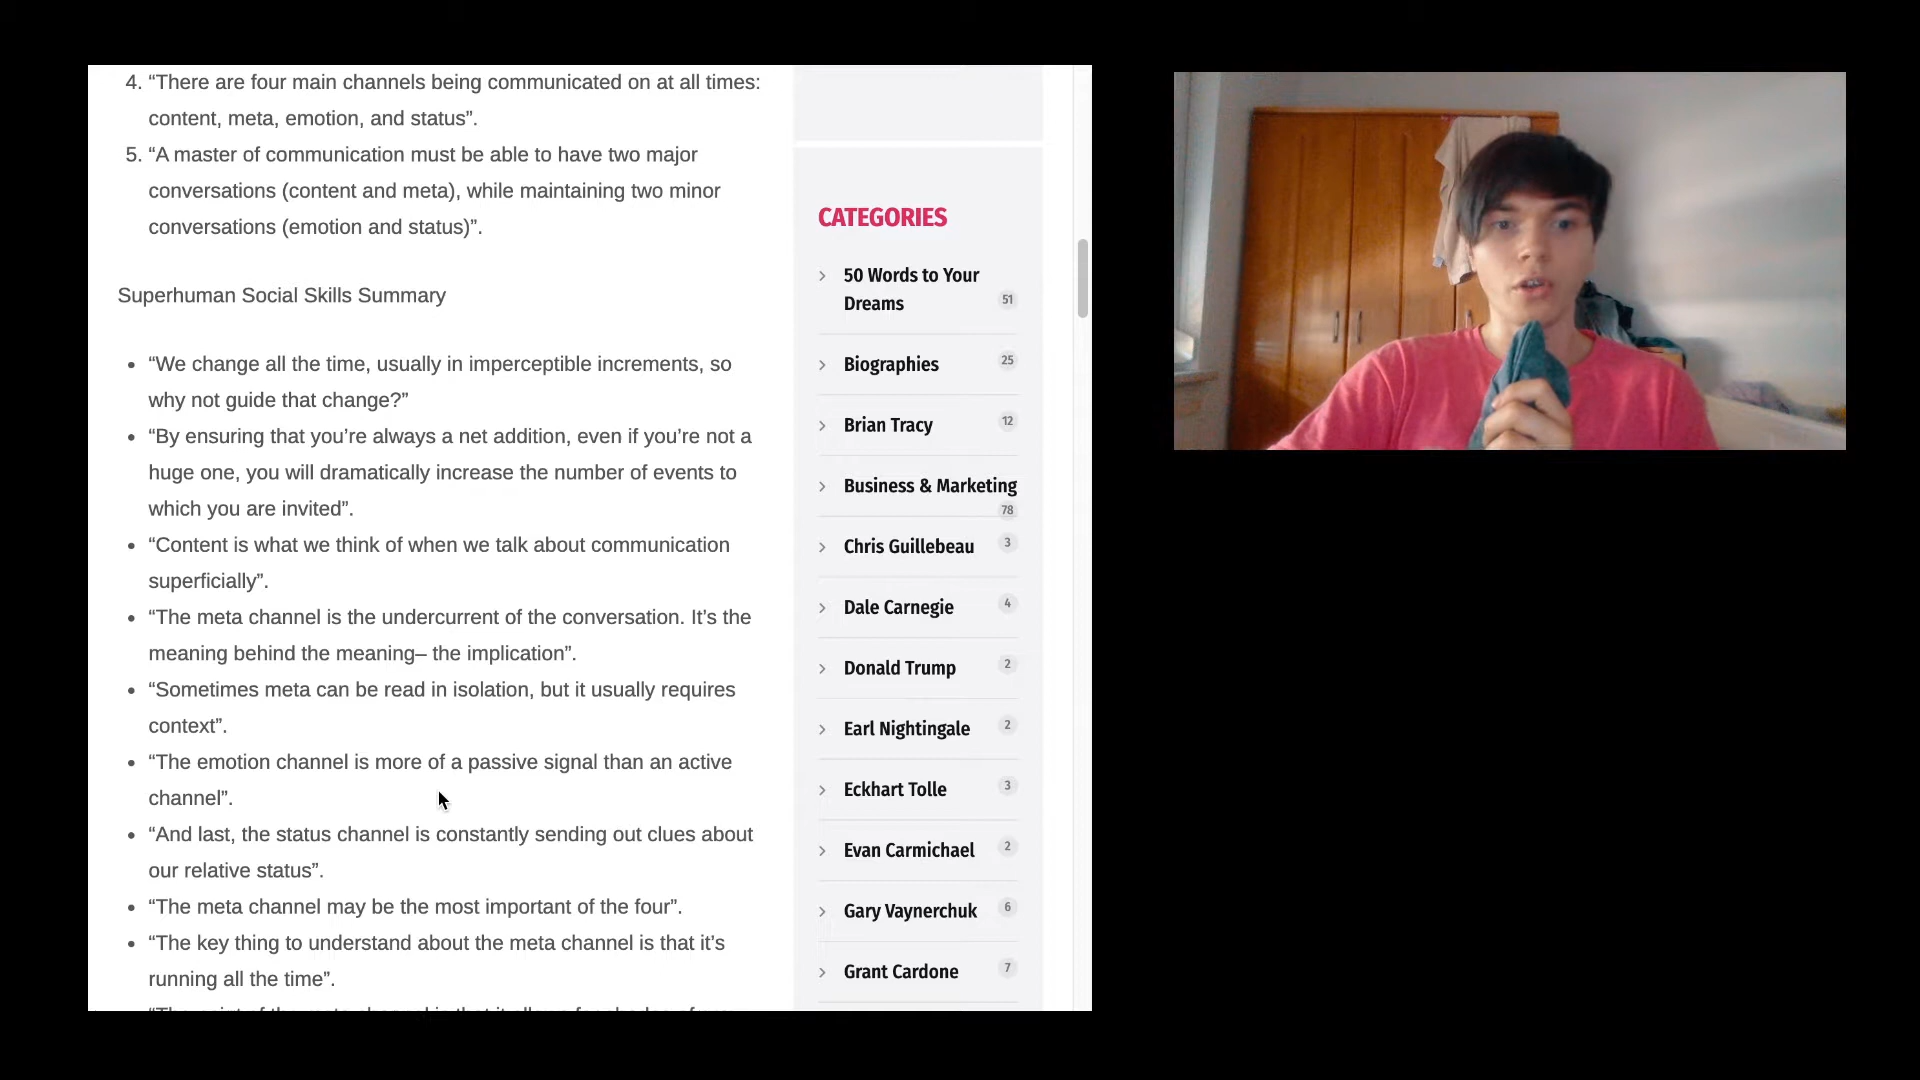 4. “There are four main channels being communicated on at all times:
content, meta, emotion, and status”.
5. “A master of communication must be able to have two major
conversations (content and meta), while maintaining two minor
conversations (emotion and status)”.
Superhuman Social Skills Summary
• “We change all the time, usually in imperceptible increments, so
why not guide that change?”
• “By ensuring that you’re always a net addition, even if you’re not a
huge one, you will dramatically increase the number of events to
which you are invited”.
• “Content is what we think of when we talk about communication
superficially”.
• “The meta channel is the undercurrent of the conversation. It’s the
meaning behind the meaning– the implication”.
• “Sometimes meta can be read in isolation, but it usually requires
context”.
• “The emotion channel is more of a passive signal than an active
channel”.
• “And last, the status channel is constantly sending out clues about
our relative status”.
• “The meta channel may be the most important of the four”.
• “The key thing to understand about the meta channel is that it’s
running all the time”.
CATEGORIES
50 Words to Your
Dreams 51
Biographies 25
Brian Tracy 12
Business & Marketing
78
Chris Guillebeau 3
Dale Carnegie 4
Donald Trump 2
Earl Nightingale 2
Eckhart Tolle 3
Evan Carmichael 2
Gary Vaynerchuk 6
Grant Cardone 7